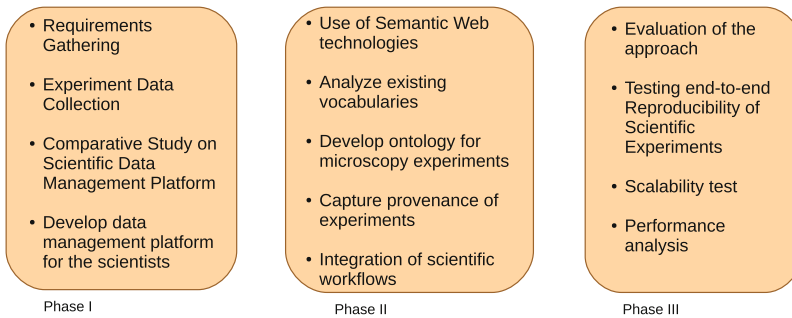 • Requirements
Gathering
• Experiment Data
Collection
• Comparative Study on
Scientific Data
Management Platform
• Develop data
management platform
for the scientists
Phase I
• Use of Semantic Web
technologies
• Analyze existing
vocabularies
• Develop ontology for
microscopy experiments
• Capture provenance of
experiments
• Integration of scientific
workflows
Phase II
• Evaluation of the
approach
• Testing end-to-end
Reproducibility of
Scientific
Experiments
• Scalability test
• Performance
analysis
Phase III